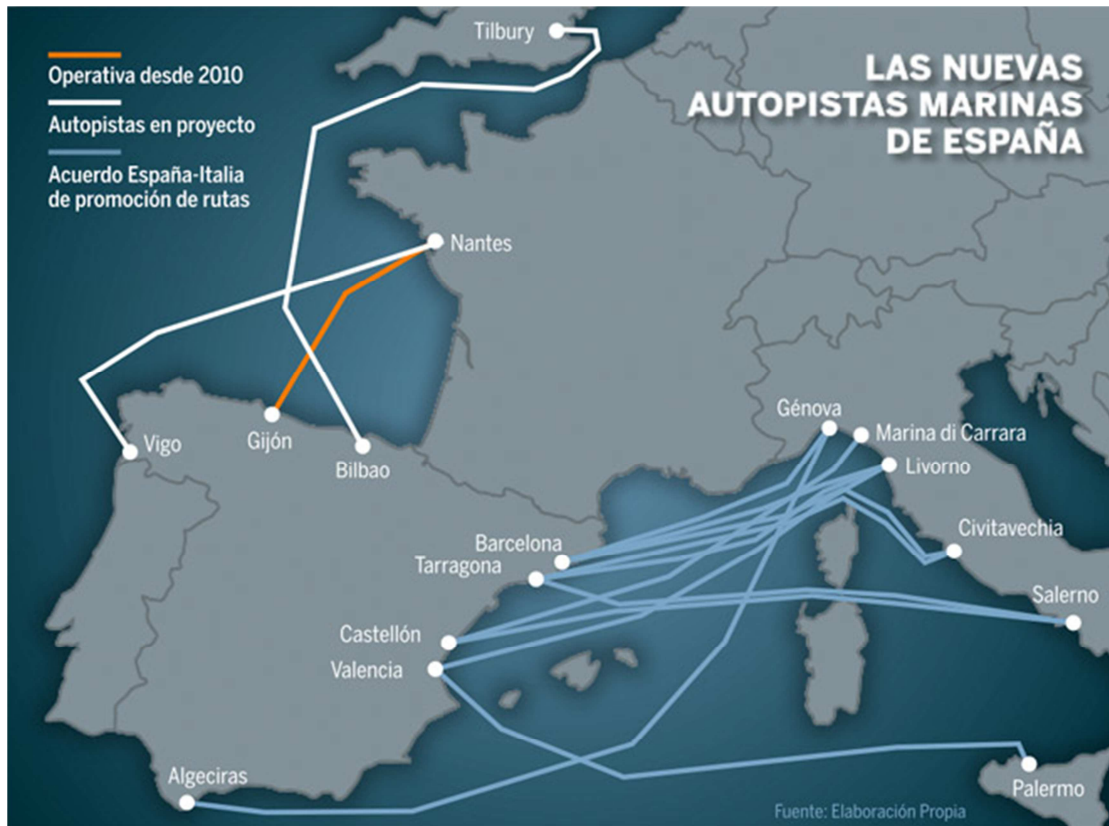 LAS NUEVAS
AUTOPISTAS MARINAS
DE ESPAÑA
Operativa desde 2010
Autopistas en proyecto
Acuerdo España-Italia
de promoción de rutas
Tilbury
Nantes
Vigo
Gijón
Bilbao
Génova
Marina di Carrara
Livorno
Civitavechia
Salerno
Barcelona
Tarragona
Castellón
Valencia
Algeciras
Palermo
Fuente: Elaboración Propia